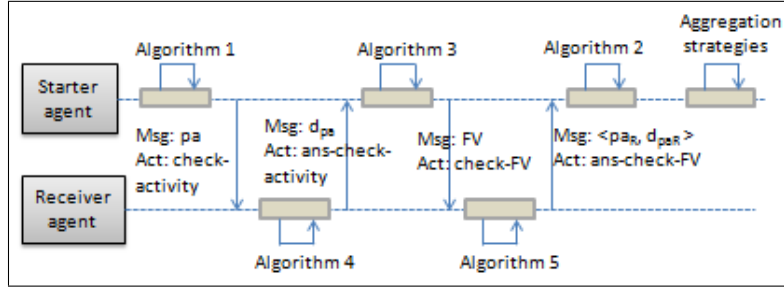 Algorithm 1
Algorithm 3
Algorithm 2
Aggregation
strategies
Starter
agent
Msg: pa
Act: check-
activity
Msg: dpa
Act: ans-check-
activity
Msg: FV
Act: check-FV
Msg: <paR, dpaR>
Act: ans-check-FV
Receiver
agent
Algorithm 4
Algorithm 5